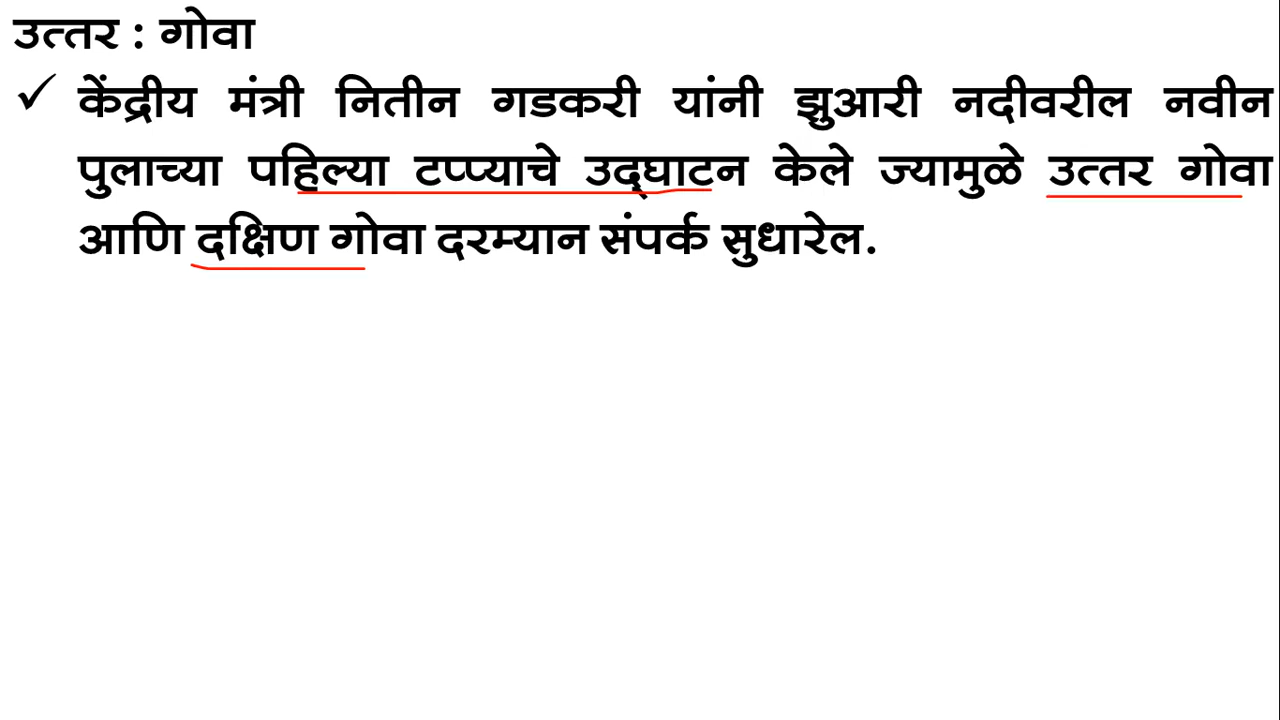 उत्तर : गोवा
✓ केंद्रीय मंत्री नितीन गडकरी यांनी झुआरी नदीवरील नवीन
पुलाच्या पहिल्या टप्प्याचे उद्‌घाटन केले ज्यामुळे उत्तर गोवा
आणि दक्षिण गोवा दरम्यान संपर्क सुधारेल.